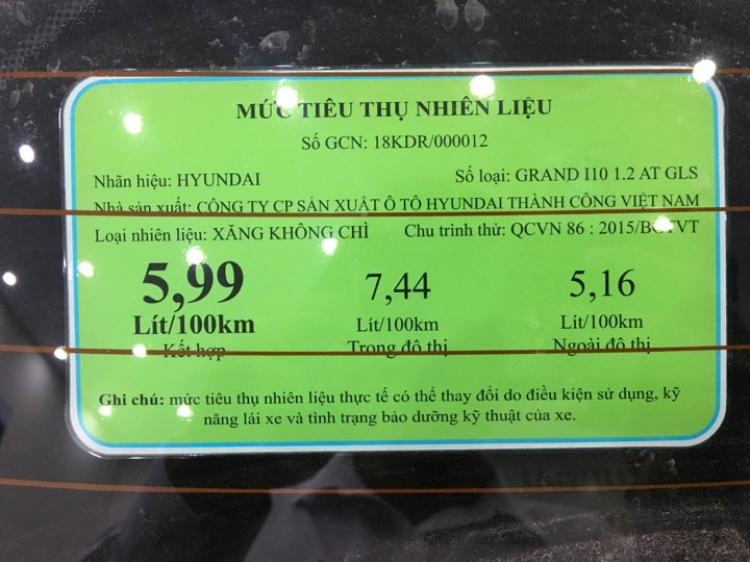 MỨC TIÊU THỤ NHIÊN LIỆU
Số GCN: 18KDR/000012
Nhãn hiệu: HYUNDAI Số loại: GRAND I10 1.2 AT GLS
Nhà sản xuất: CÔNG TY CP SẢN XUẤT Ô TÔ HYUNDAI THÀNH CÔNG VIỆT NAM
Loại nhiên liệu: XĂNG KHÔNG CHÌ Chu trình thử: QCVN 86 : 2015/BGTVT
5,99 7,44 5,16
Lít/100km Lít/100km Lít/100km
Kết hợp Trong đô thị Ngoài đô thị
Ghi chú: mức tiêu thụ nhiên liệu thực tế có thể thay đổi do điều kiện sử dụng, kỹ
năng lái xe và tình trạng bảo dưỡng kỹ thuật của xe.